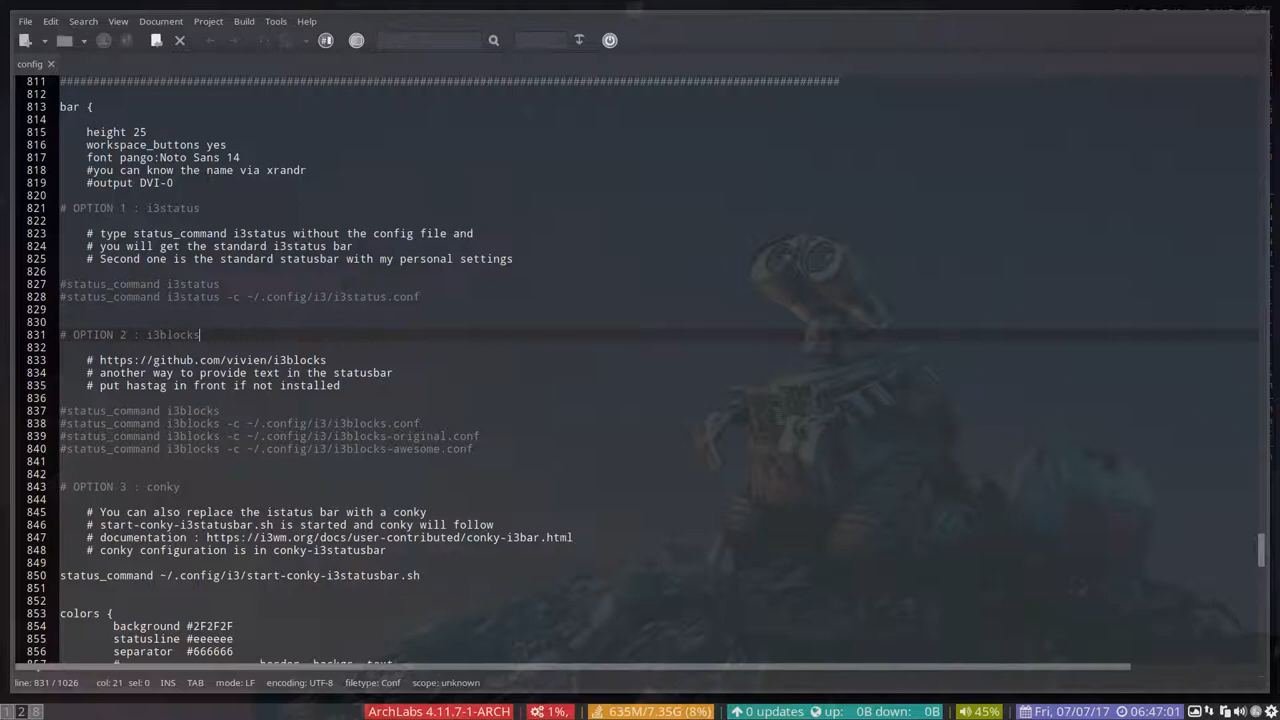 File Edit Search View Document Project Build Tools Help
config
811 #####################################################################################################################
812
813 bar {
814
815 height 25
816 workspace_buttons yes
817 font pango:Noto Sans 14
818 #you can know the name via xrandr
819 #output DVI-0
820
821 # OPTION 1 : i3status
822
823 # type status_command i3status without the config file and
824 # you will get the standard i3status bar
825 # Second one is the standard statusbar with my personal settings
826
827 #status_command i3status
828 #status_command i3status -c ~/.config/i3/i3status.conf
829
830
831 # OPTION 2 : i3blocks
832
833 # https://github.com/vivien/i3blocks
834 # another way to provide text in the statusbar
835 # put hastag in front if not installed
836
837 #status_command i3blocks
838 #status_command i3blocks -c ~/.config/i3/i3blocks.conf
839 #status_command i3blocks -c ~/.config/i3/i3blocks-original.conf
840 #status_command i3blocks -c ~/.config/i3/i3blocks-awesome.conf
841
842
843 # OPTION 3 : conky
844
845 # You can also replace the istatus bar with a conky
846 # start-conky-i3statusbar.sh is started and conky will follow
847 # documentation : https://i3wm.org/docs/user-contributed/conky-i3bar.html
848 # conky configuration is in conky-i3statusbar
849
850 status_command ~/.config/i3/start-conky-i3statusbar.sh
851
852
853 colors {
854 background #2F2F2F
855 statusline #eeeeee
856 separator #666666
857 # border backgr. text
line: 831 / 1026 col: 21 sel: 0 INS TAB mode: LF encoding: UTF-8 filetype: Conf scope: unknown
1 2 8 ArchLabs 4.11.7-1-ARCH 1%, 635M/7.35G (8%) 0 updates up: 0B down: 0B 45% Fri, 07/07/17 06:47:01